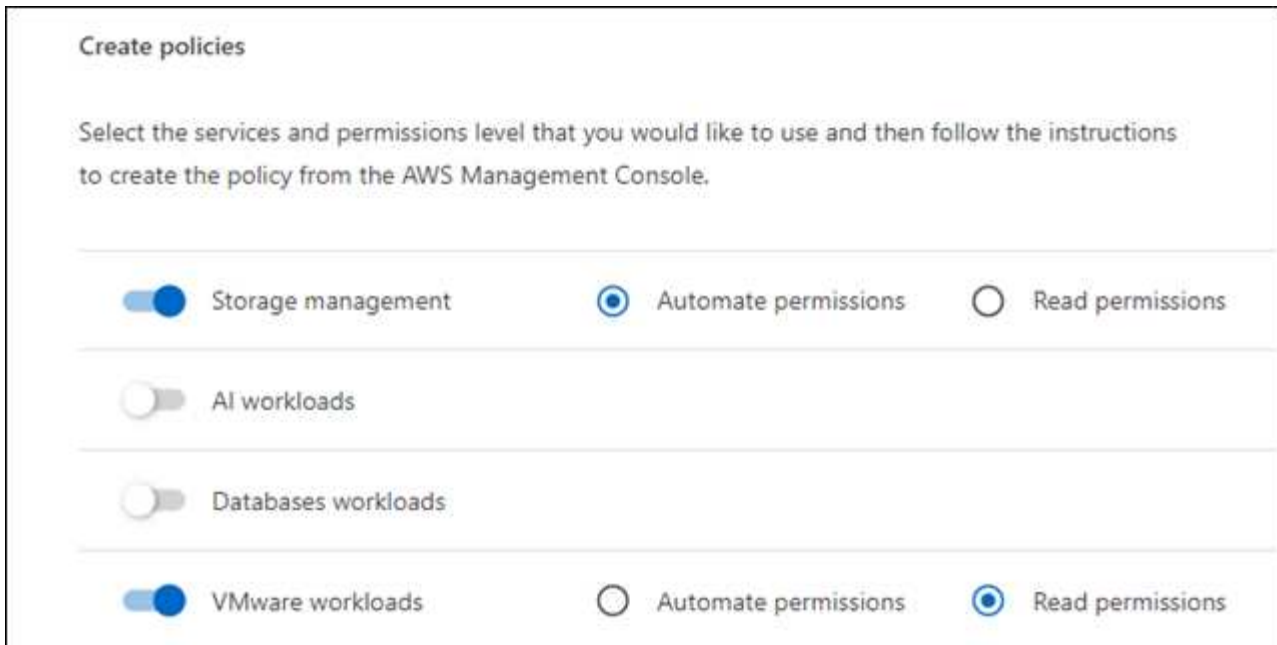 Create policies
Select the services and permissions level that you would like to use and then follow the instructions
to create the policy from the AWS Management Console.
Storage management Automate permissions Read permissions
AI workloads
Databases workloads
VMware workloads Automate permissions Read permissions